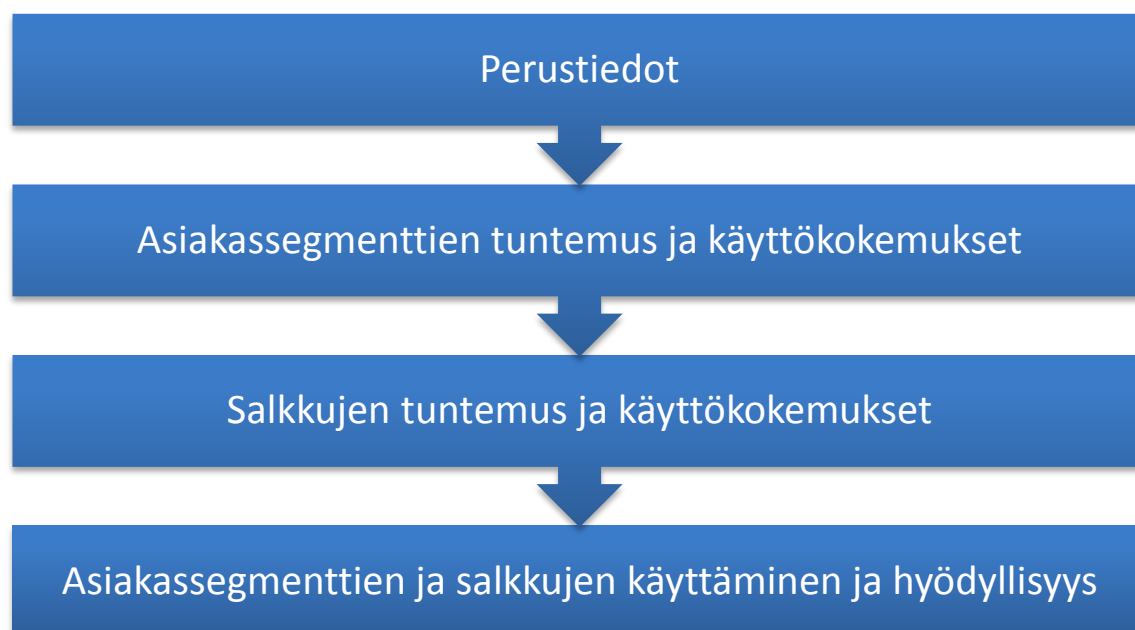 Perustiedot
Asiakassegmenttien tuntemus ja käyttökokemukset
Salkkujen tuntemus ja käyttökokemukset
Asiakassegmenttien ja salkkujen käyttäminen ja hyödyllisyys